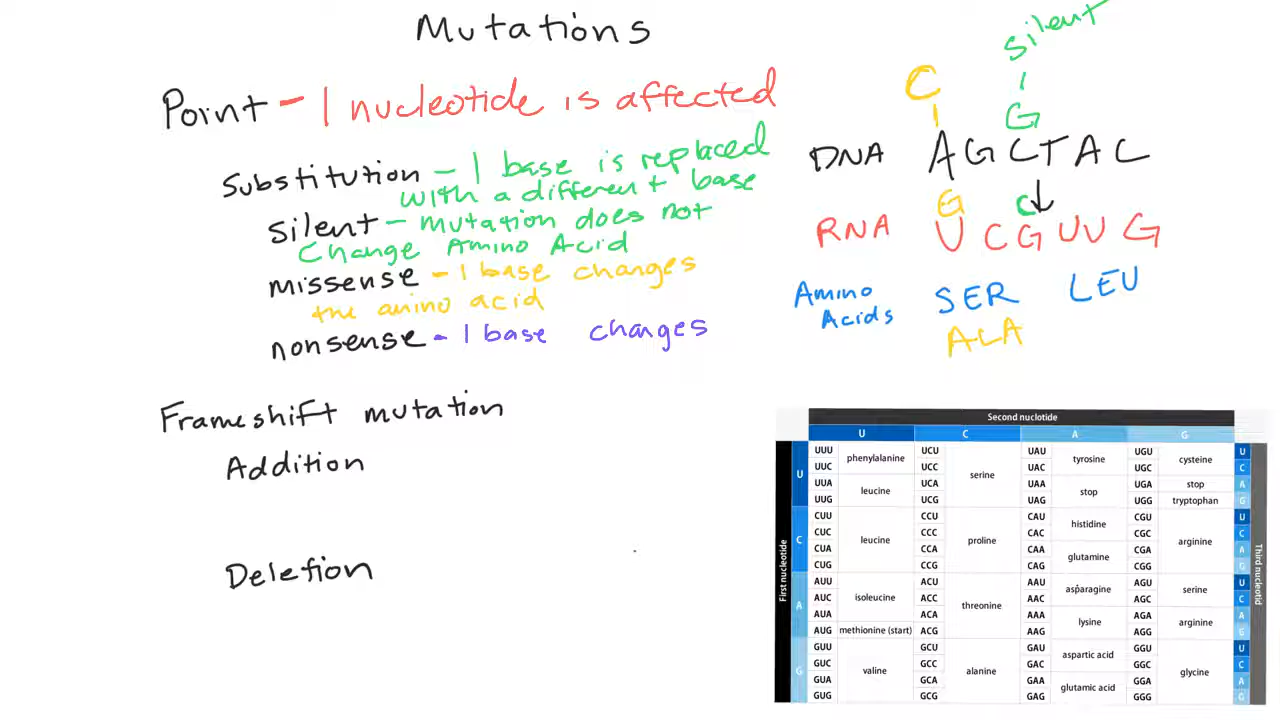 Mutations
Point - 1 nucleotide is affected
Substitution - 1 base is replaced
with a different base
Silent - mutation does not
change Amino Acid
missense - 1 base changes
the amino acid
nonsense - 1 base changes
Frameshift mutation
Addition
Deletion
Silent
C
G
DNA AGCTAC
G C
RNA UCG UUG
Amino Acids SER LEU
ALA
Second nuclotide
U C A G
First nucleotide
Third nucleotid
U
UUU phenylalanine UCU serine UAU tyrosine UGU cysteine U
UUC UCC UAC UGC C
UUA leucine UCA UAA stop UGA stop A
UUG UCG UAG UGG tryptophan G
C
CUU leucine CCU proline CAU histidine CGU arginine U
CUC CCC CAC CGC C
CUA CCA CAA glutamine CGA A
CUG CCG CAG CGG G
A
AUU isoleucine ACU threonine AAU asparagine AGU serine U
AUC ACC AAC AGC C
AUA ACA AAA lysine AGA arginine A
AUG methionine (start) ACG AAG AGG G
G
GUU valine GCU alanine GAU aspartic acid GGU glycine U
GUC GCC GAC GGC C
GUA GCA GAA glutamic acid GGA A
GUG GCG GAG GGG G